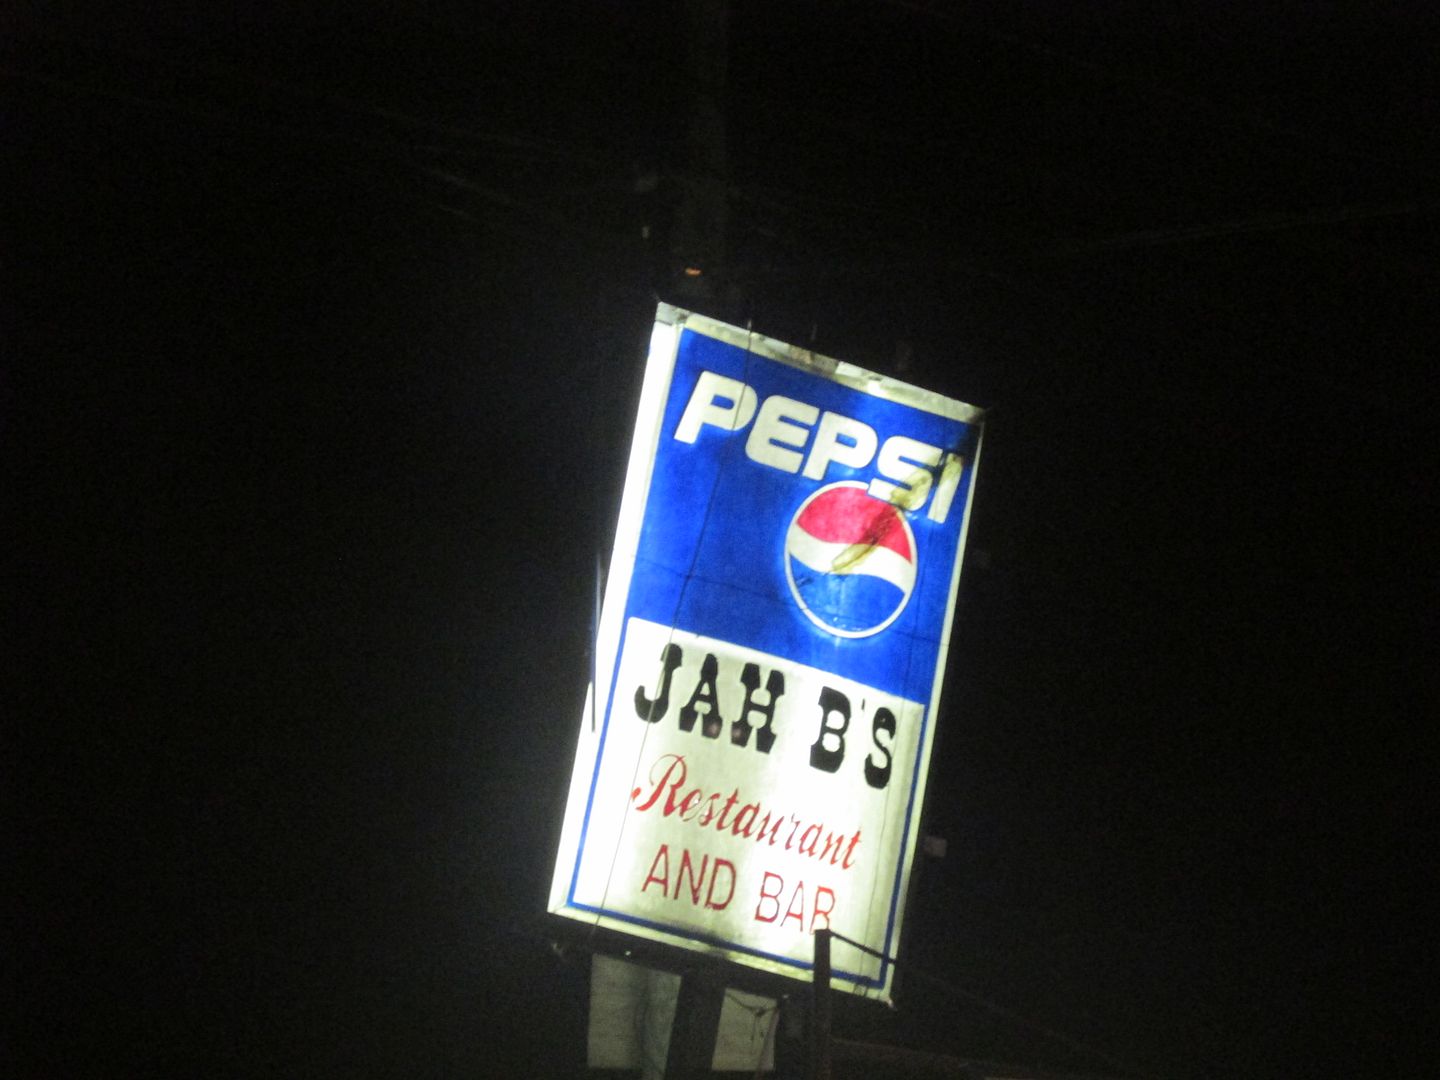 PEPSI
JAH B'S
Restaurant
AND BAR